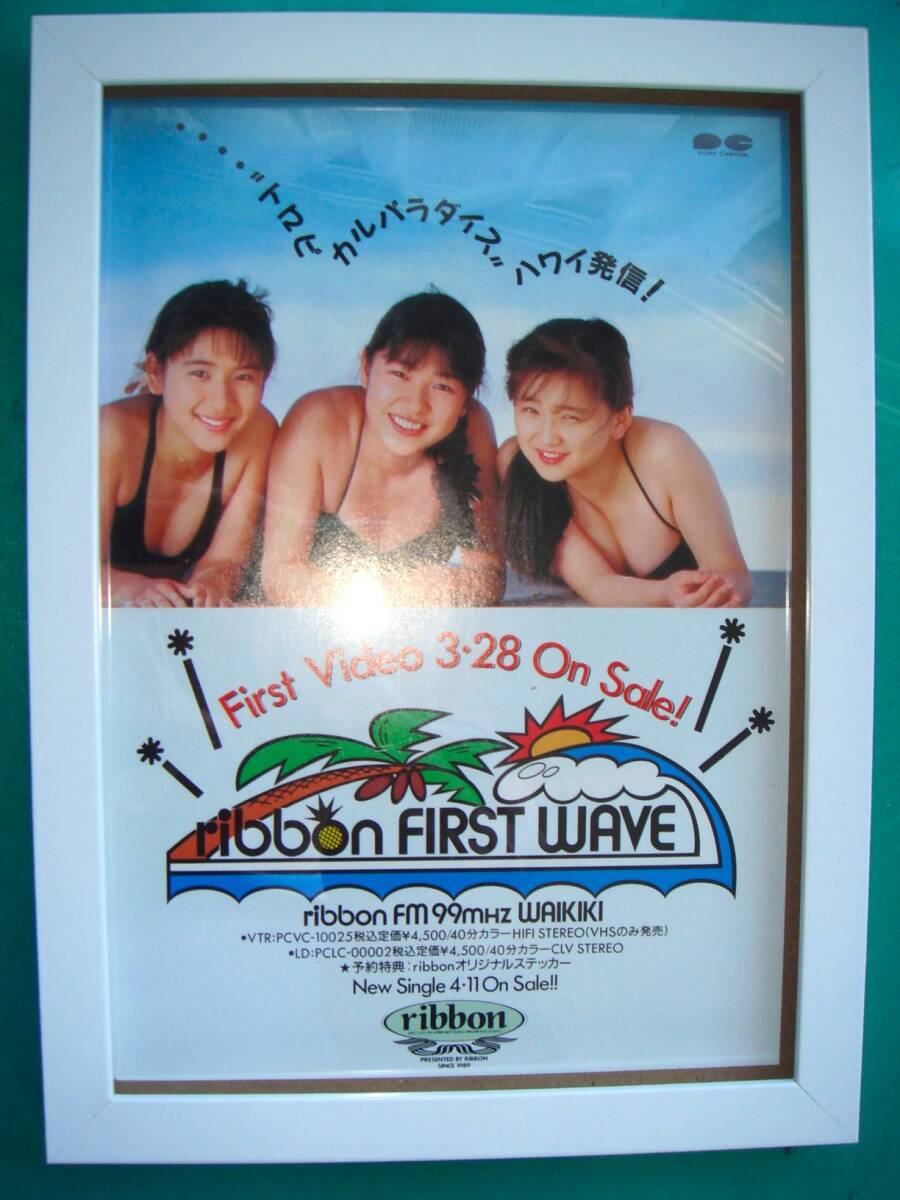 PONY CANYON
・・・・・"トロピカルパラダイス"ハワイ発信!
First Video 3・28 On Sale!
ribbon FIRST WAVE
ribbon FM 99MHZ WAIKIKI
•VTR:PCVC-10025税込定価¥4,500/40分カラーHIFI STEREO(VHSのみ発売)
•LD:PCLC-00002税込定価¥4,500/40分カラーCLV STEREO
★予約特典:ribbonオリジナルステッカー
New Single 4・11 On Sale!!
ribbon
PRESENTED BY RIBBON
SINCE 1989